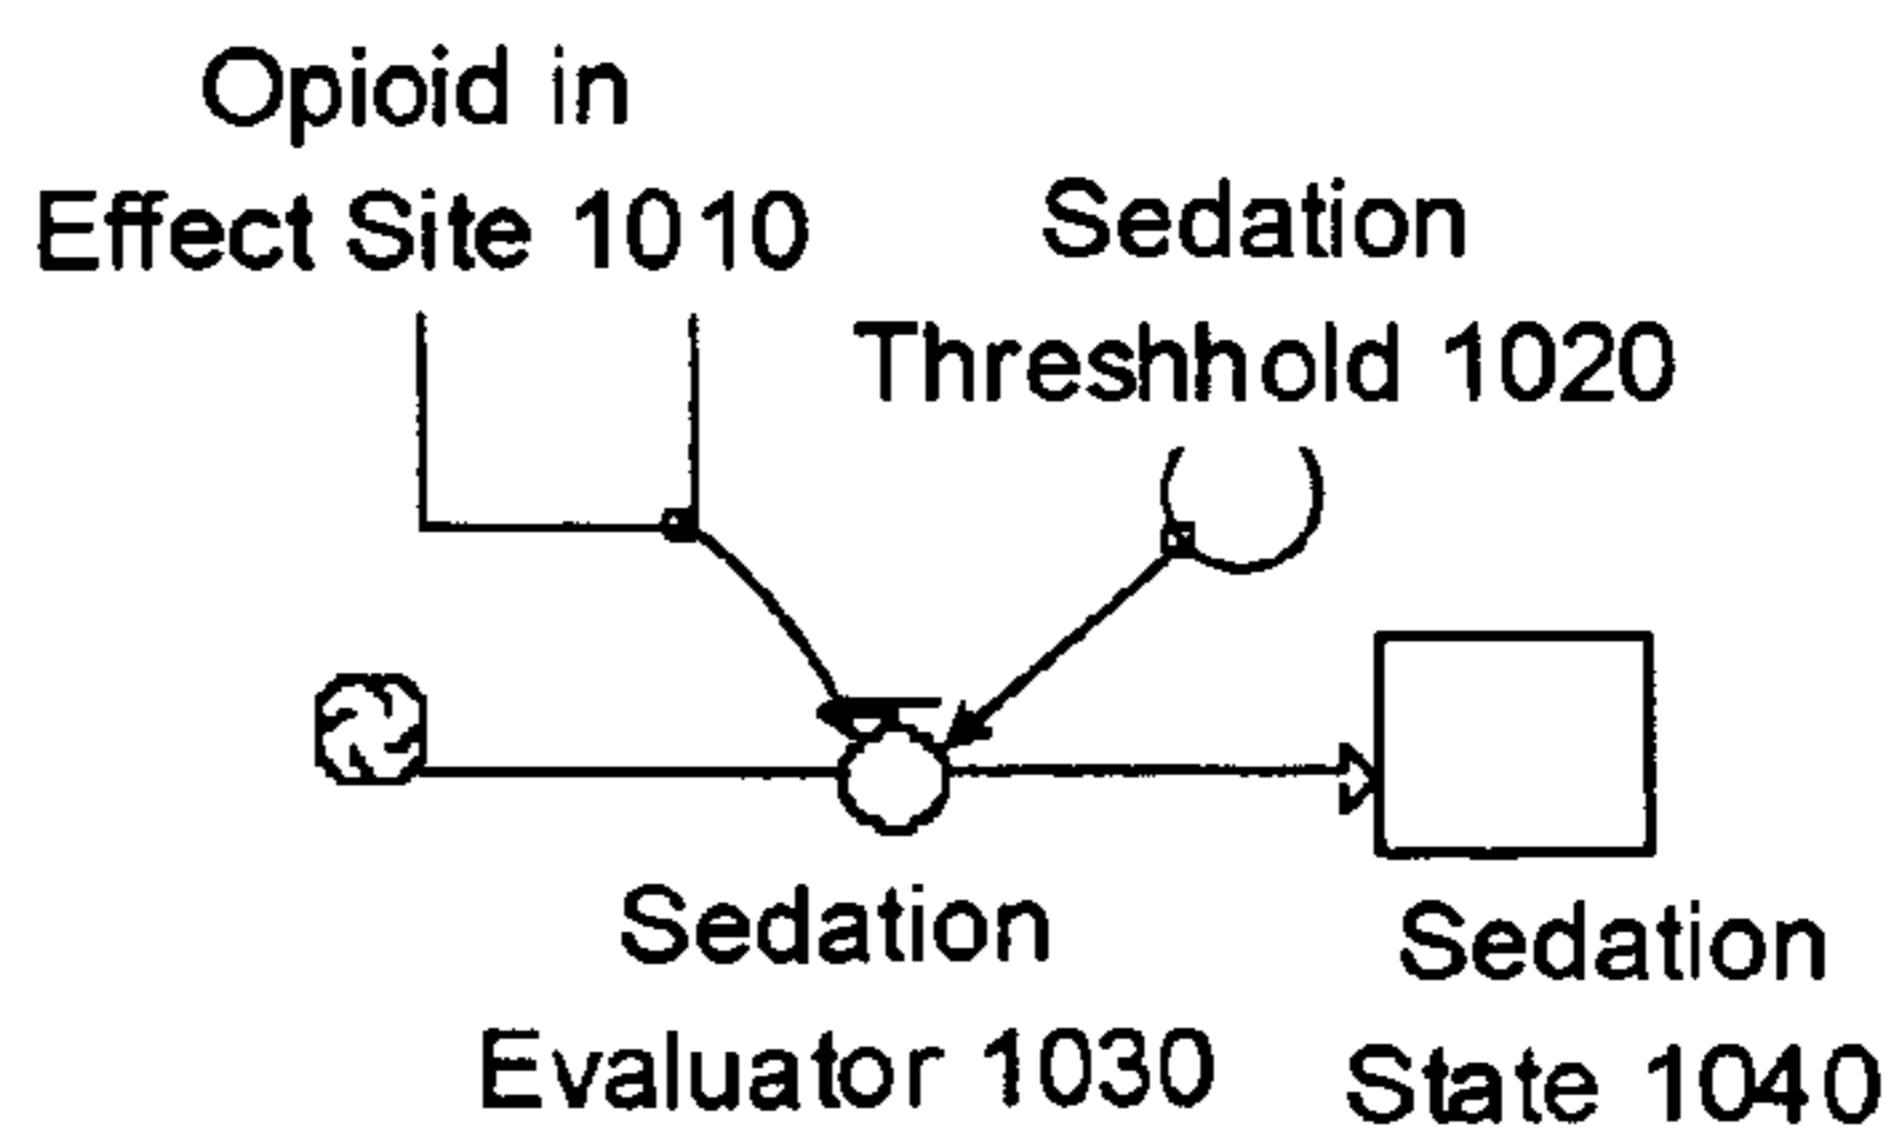 Opioid in
Effect Site 1010
Sedation
Threshhold 1020
Sedation
Evaluator 1030
Sedation
State 1040